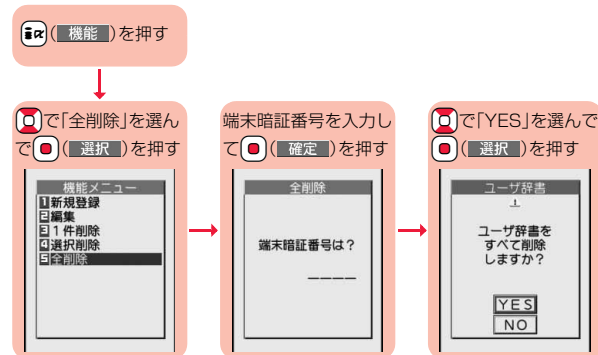 iα( 機能 )を押す
で「全削除」を選ん
で( 選択 )を押す
機能メニュー
1新規登録
2編集
3１件削除
4選択削除
5全削除
端末暗証番号を入力し
て( 確定 )を押す
全削除
端末暗証番号は？
＿＿＿＿
で「YES」を選んで
( 選択 )を押す
ユーザ辞書
!
ユーザ辞書を
すべて削除
しますか？
YES
NO